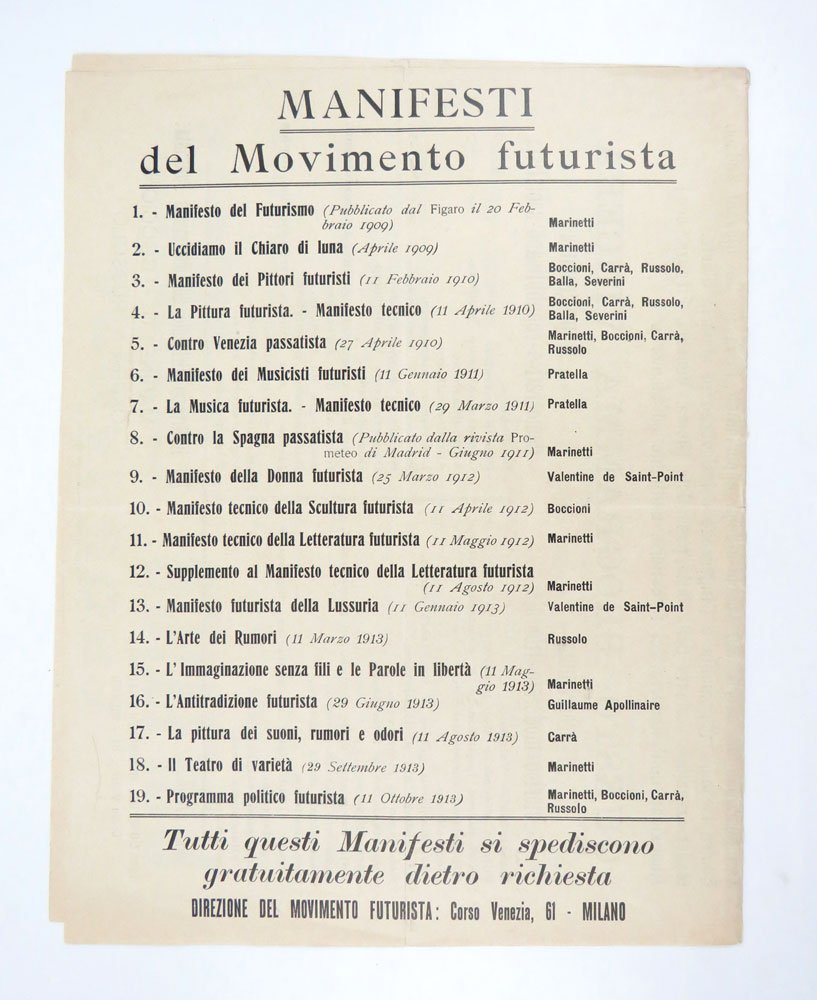 MANIFESTI
del Movimento futurista
1. - Manifesto del Futurismo (Pubblicato dal Figaro il 20 Feb-
braio 1909) Marinetti
2. - Uccidiamo il Chiaro di luna (Aprile 1909) Marinetti
3. - Manifesto dei Pittori futuristi (11 Febbraio 1910) Boccioni, Carrà, Russolo,
Balla, Severini
4. - La Pittura futurista. - Manifesto tecnico (11 Aprile 1910) Boccioni, Carrà, Russolo,
Balla, Severini
5. - Contro Venezia passatista (27 Aprile 1910) Marinetti, Boccioni, Carrà,
Russolo
6. - Manifesto dei Musicisti futuristi (11 Gennaio 1911) Pratella
7. - La Musica futurista. - Manifesto tecnico (29 Marzo 1911) Pratella
8. - Contro la Spagna passatista (Pubblicato dalla rivista Pro-
meteo di Madrid - Giugno 1911) Marinetti
9. - Manifesto della Donna futurista (25 Marzo 1912) Valentine de Saint-Point
10. - Manifesto tecnico della Scultura futurista (11 Aprile 1912) Boccioni
11. - Manifesto tecnico della Letteratura futurista (11 Maggio 1912) Marinetti
12. - Supplemento al Manifesto tecnico della Letteratura futurista
(11 Agosto 1912) Marinetti
13. - Manifesto futurista della Lussuria (11 Gennaio 1913) Valentine de Saint-Point
14. - L'Arte dei Rumori (11 Marzo 1913) Russolo
15. - L'Immaginazione senza fili e le Parole in libertà (11 Mag-
gio 1913) Marinetti
16. - L'Antitradizione futurista (29 Giugno 1913) Guillaume Apollinaire
17. - La pittura dei suoni, rumori e odori (11 Agosto 1913) Carrà
18. - Il Teatro di varietà (29 Settembre 1913) Marinetti
19. - Programma politico futurista (11 Ottobre 1913) Marinetti, Boccioni, Carrà,
Russolo
Tutti questi Manifesti si spediscono
gratuitamente dietro richiesta
DIREZIONE DEL MOVIMENTO FUTURISTA: Corso Venezia, 61 - MILANO